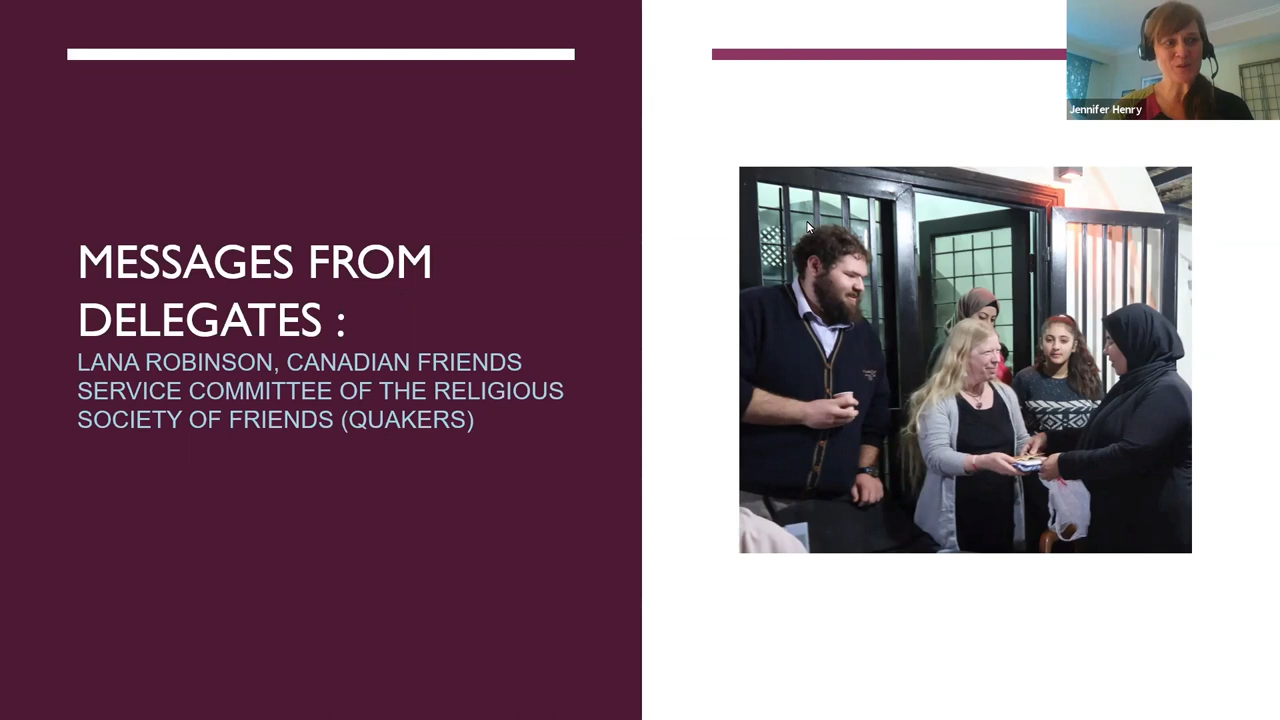 MESSAGES FROM
DELEGATES :
LANA ROBINSON, CANADIAN FRIENDS
SERVICE COMMITTEE OF THE RELIGIOUS
SOCIETY OF FRIENDS (QUAKERS)
Jennifer Henry